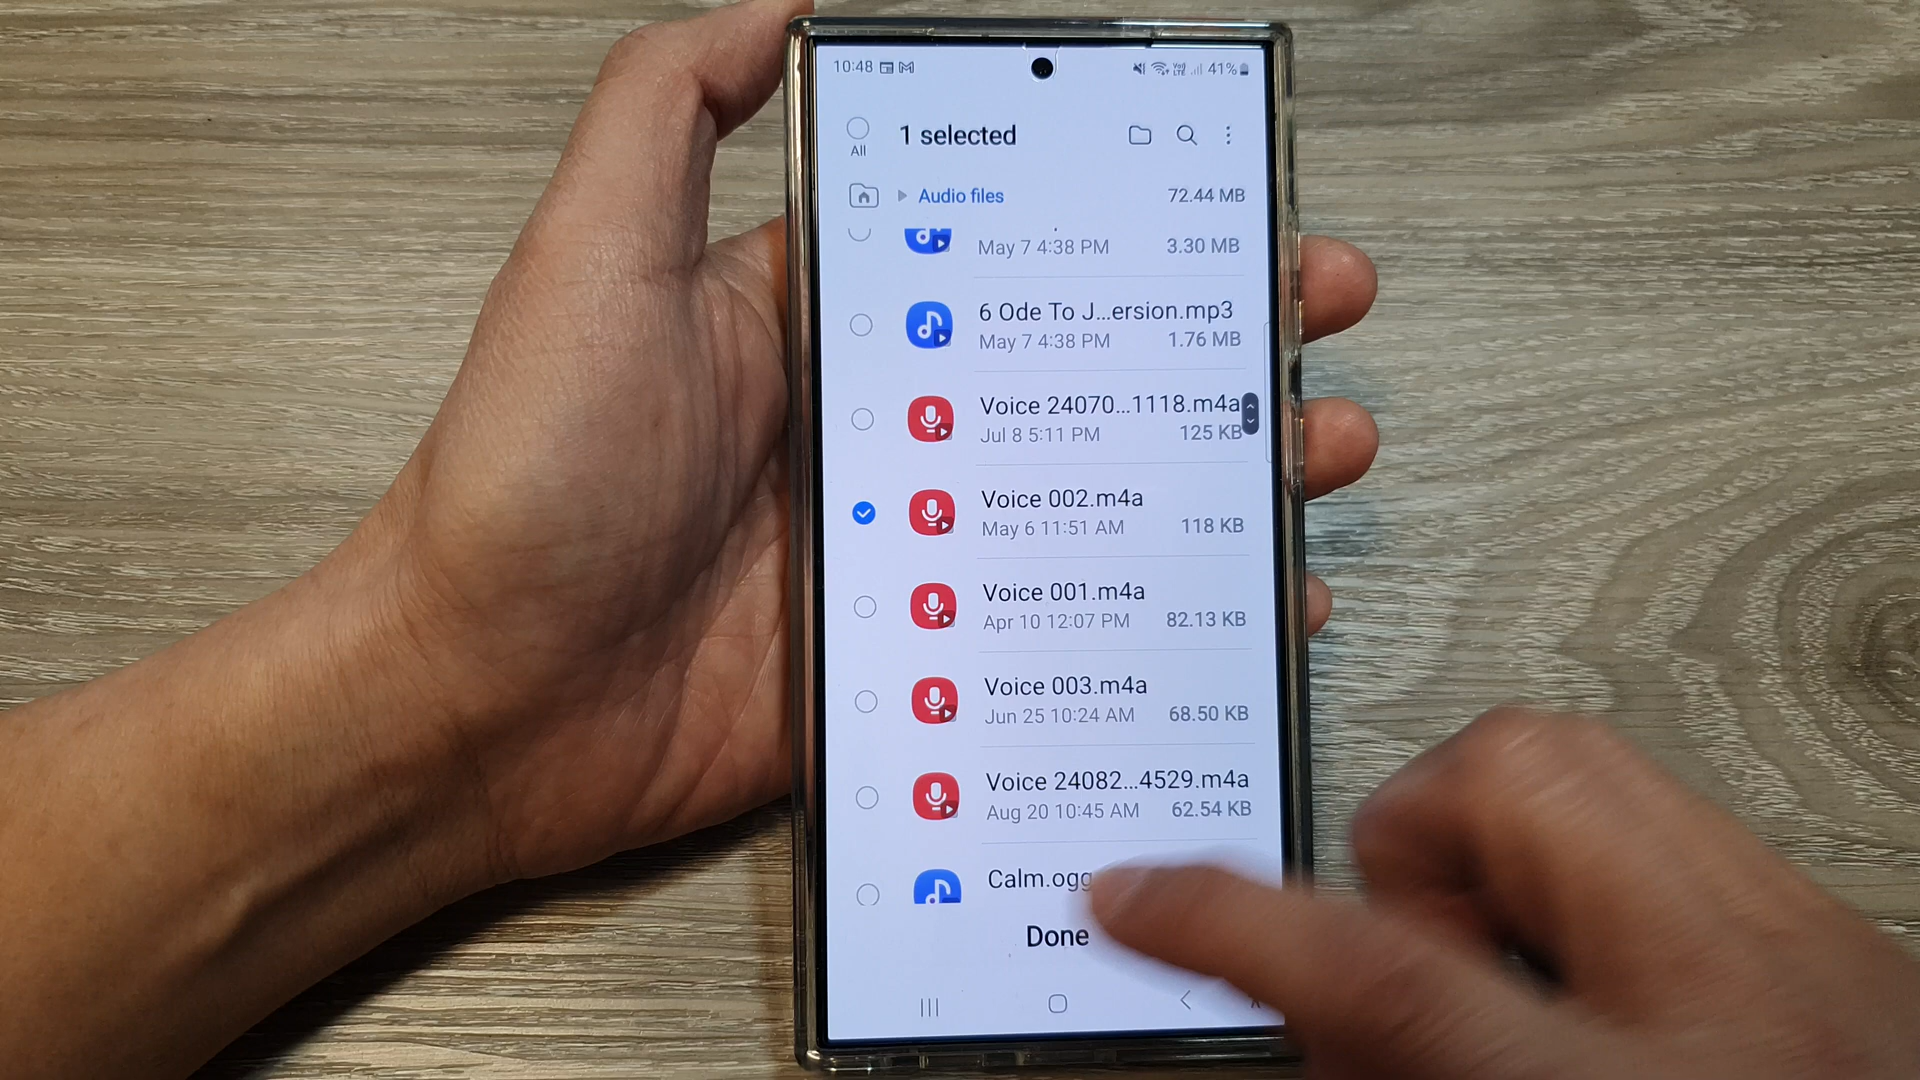 10:48
41%
All
1 selected
Audio files
72.44 MB
May 7 4:38 PM
3.30 MB
6 Ode To J...ersion.mp3
May 7 4:38 PM
1.76 MB
Voice 24070...1118.m4a
Jul 8 5:11 PM
125 KB
Voice 002.m4a
May 6 11:51 AM
118 KB
Voice 001.m4a
Apr 10 12:07 PM
82.13 KB
Voice 003.m4a
Jun 25 10:24 AM
68.50 KB
Voice 24082...4529.m4a
Aug 20 10:45 AM
62.54 KB
Calm.ogg
Done